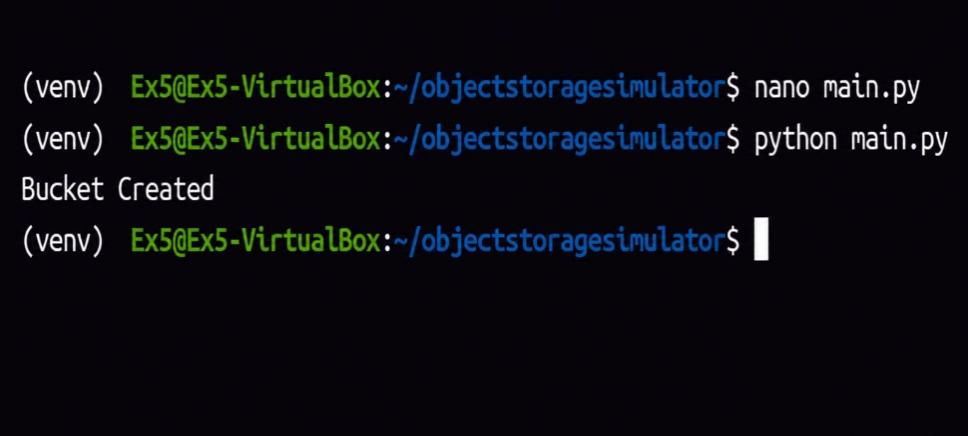 (venv) Ex5@Ex5-VirtualBox:~/objectstoragesimulator$ nano main.py
(venv) Ex5@Ex5-VirtualBox:~/objectstoragesimulator$ python main.py
Bucket Created
(venv) Ex5@Ex5-VirtualBox:~/objectstoragesimulator$